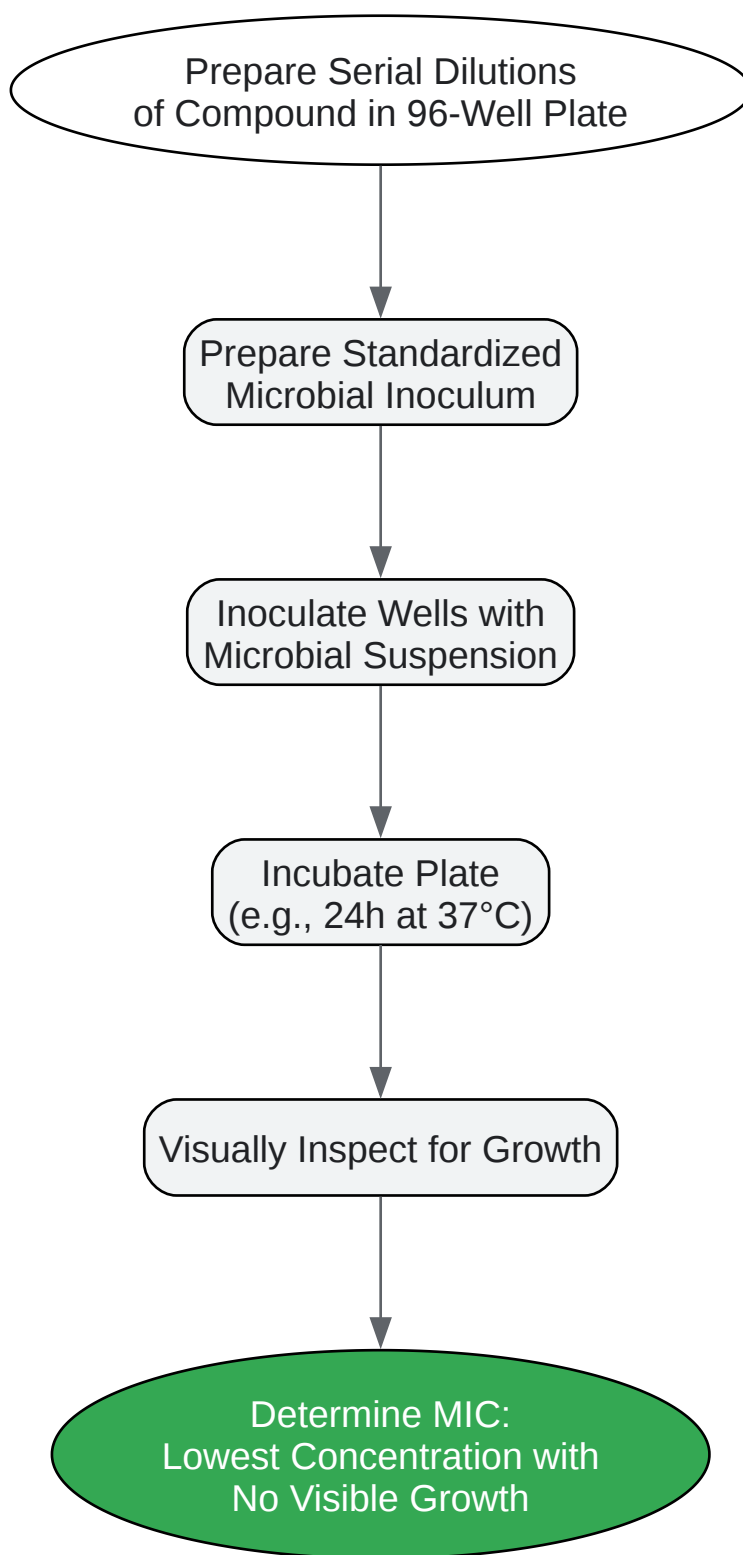 Prepare Serial Dilutions
of Compound in 96-Well Plate
Prepare Standardized
Microbial Inoculum
Inoculate Wells with
Microbial Suspension
Incubate Plate
(e.g., 24h at 37°C)
Visually Inspect for Growth
Determine MIC:
Lowest Concentration with
No Visible Growth